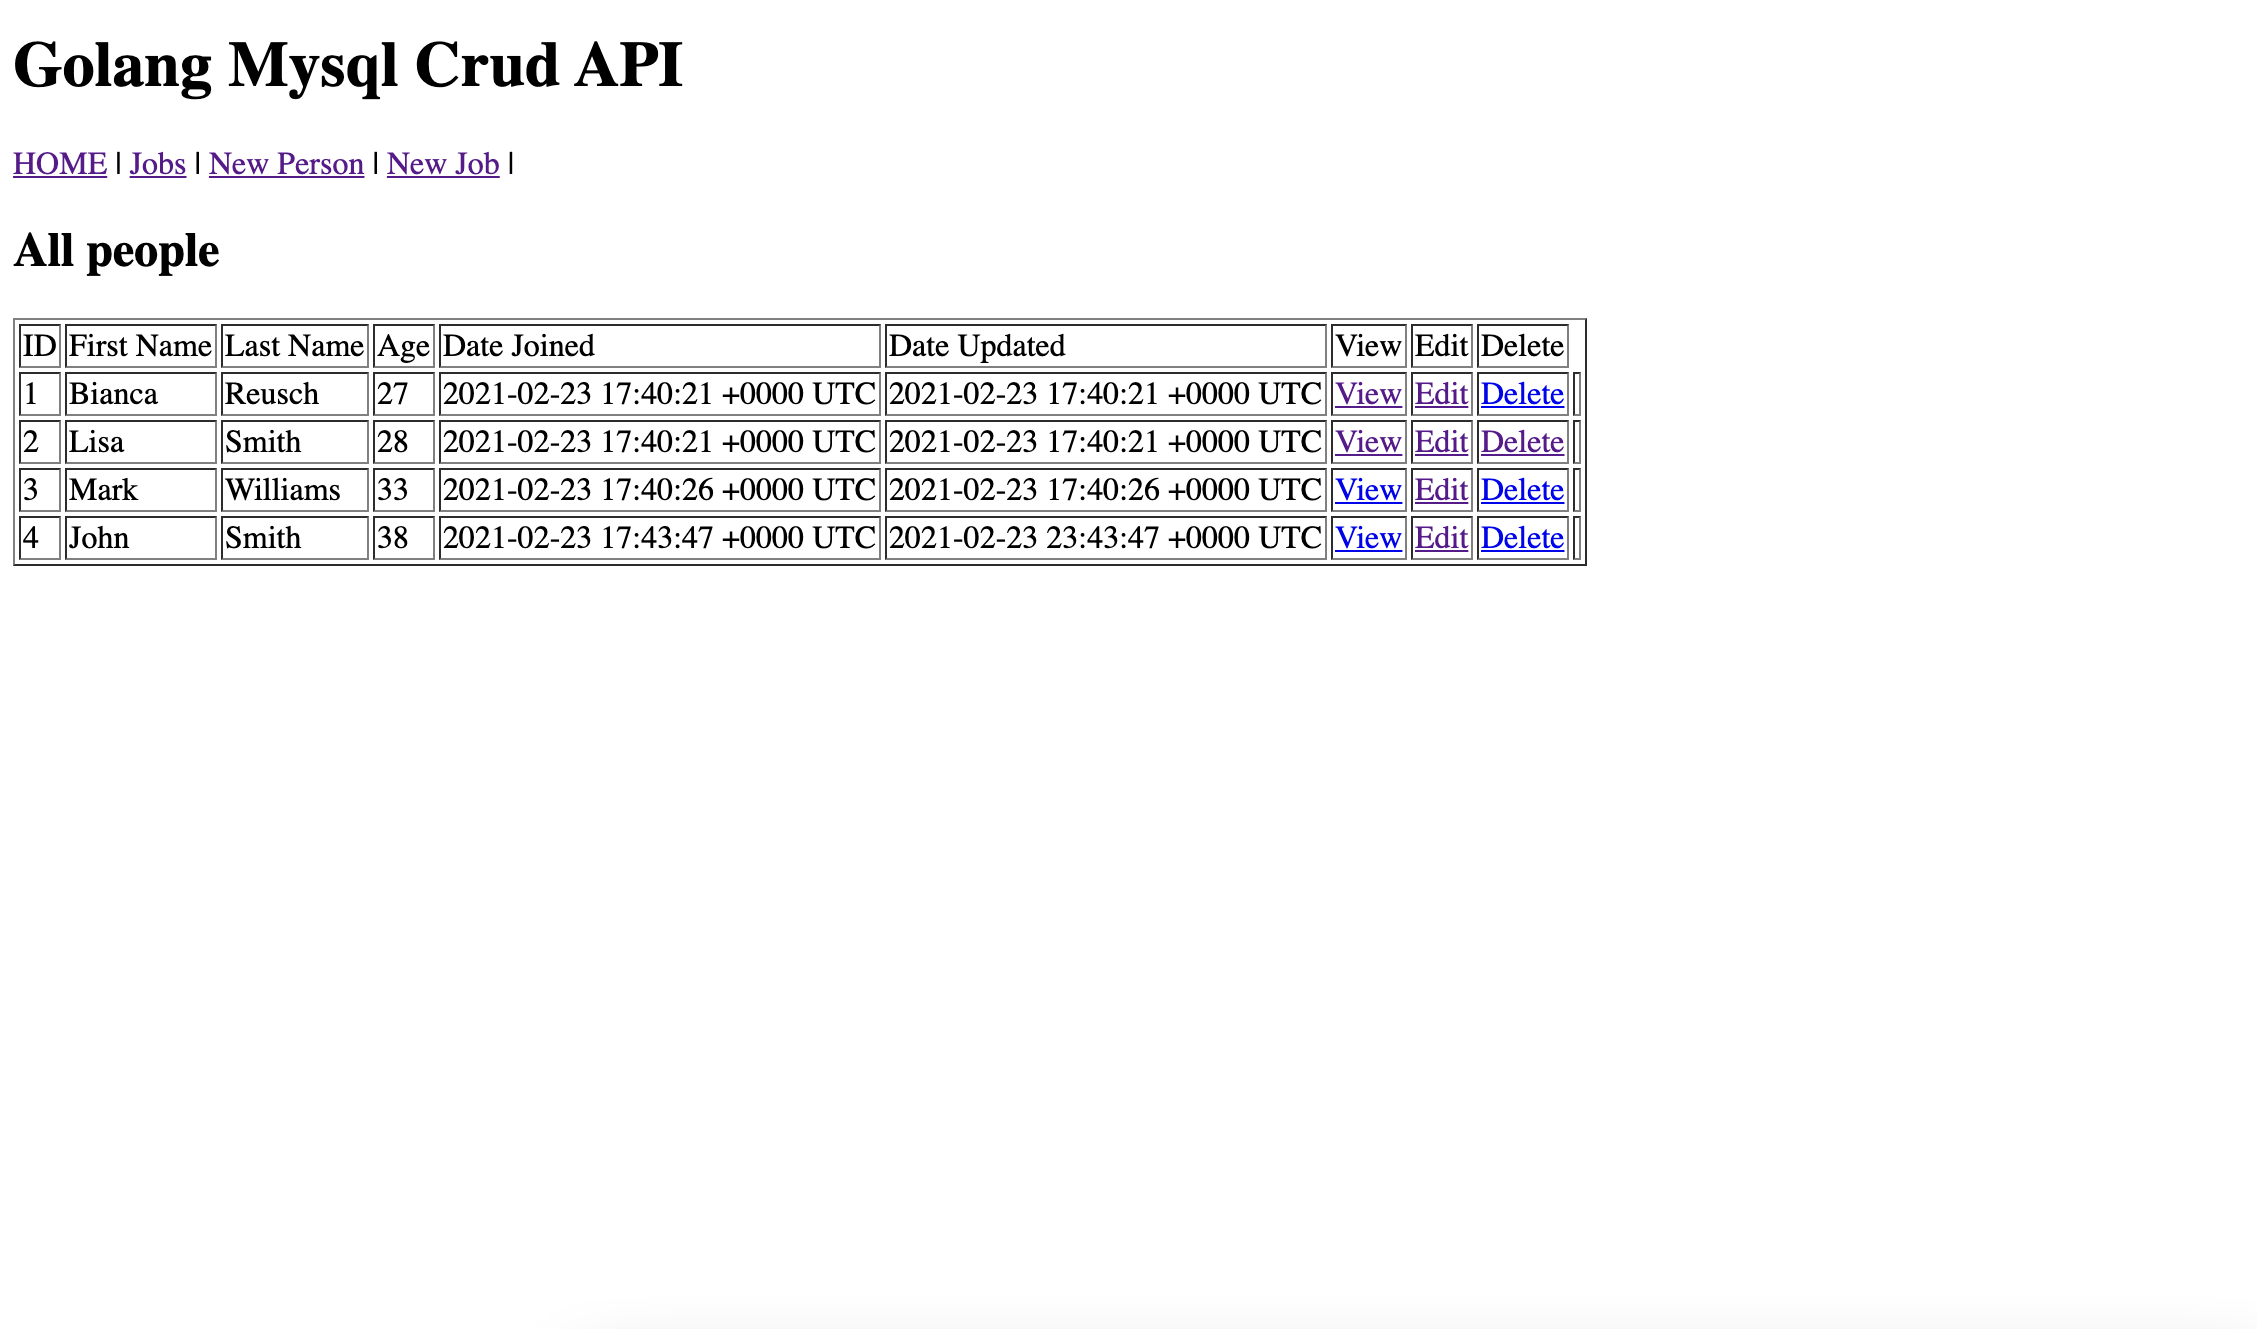 Golang Mysql Crud API
HOME | Jobs | New Person | New Job |
All people
ID First Name Last Name Age Date Joined Date Updated View Edit Delete
1 Bianca Reusch 27 2021-02-23 17:40:21 +0000 UTC 2021-02-23 17:40:21 +0000 UTC View Edit Delete
2 Lisa Smith 28 2021-02-23 17:40:21 +0000 UTC 2021-02-23 17:40:21 +0000 UTC View Edit Delete
3 Mark Williams 33 2021-02-23 17:40:26 +0000 UTC 2021-02-23 17:40:26 +0000 UTC View Edit Delete
4 John Smith 38 2021-02-23 17:43:47 +0000 UTC 2021-02-23 23:43:47 +0000 UTC View Edit Delete